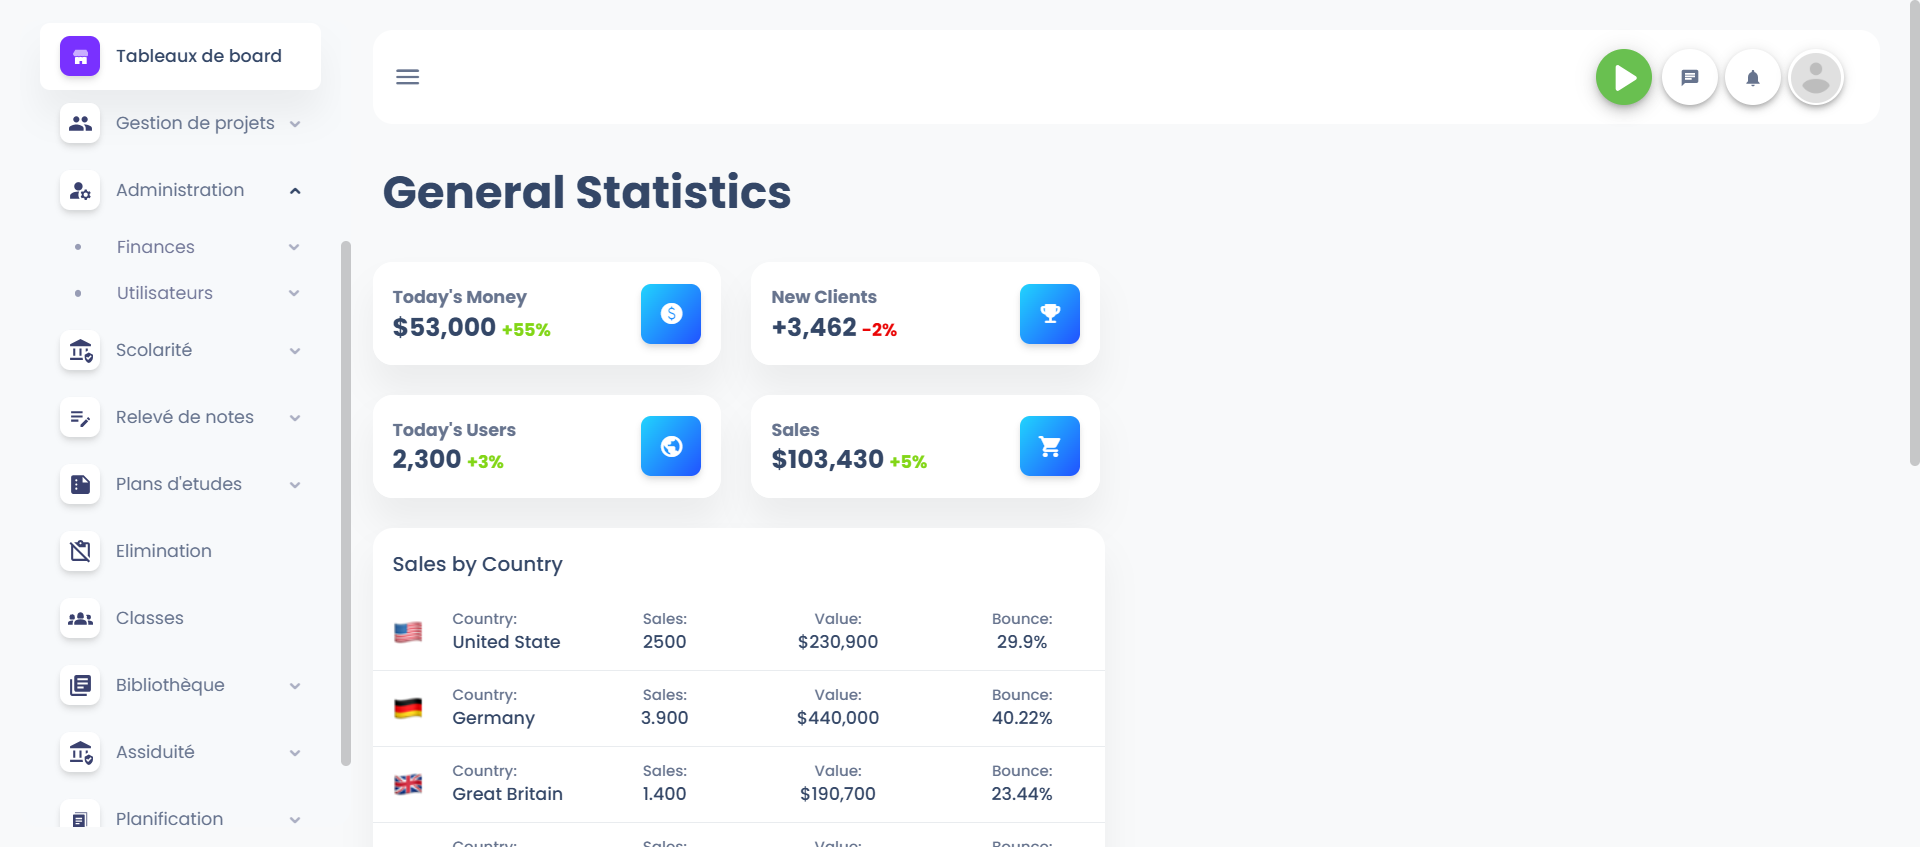 Tableaux de board
Gestion de projets
Administration
Finances
Utilisateurs
Scolarité
Relevé de notes
Plans d'etudes
Elimination
Classes
Bibliothèque
Assiduité
Planification
General Statistics
Today's Money
$53,000 +55%
New Clients
+3,462 -2%
Today's Users
2,300 +3%
Sales
$103,430 +5%
Sales by Country
Country: Sales: Value: Bounce:
United State 2500 $230,900 29.9%
Country: Sales: Value: Bounce:
Germany 3.900 $440,000 40.22%
Country: Sales: Value: Bounce:
Great Britain 1.400 $190,700 23.44%
Country: Sales: Value: Bounce: